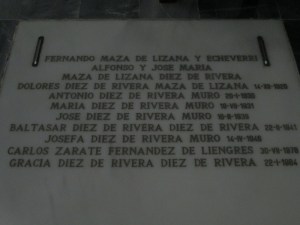 FERNANDO MAZA DE LIZANA Y ECHEVERRI
ALFONSO Y JOSE MARIA
MAZA DE LIZANA DIEZ DE RIVERA
DOLORES DIEZ DE RIVERA MAZA DE LIZANA
ANTONIO DIEZ DE RIVERA MURO
MARIA DIEZ DE RIVERA MURO
JOSE DIEZ DE RIVERA MURO
BALTASAR DIEZ DE RIVERA DIEZ DE RIVERA
JOSEFA DIEZ DE RIVERA MURO
CARLOS ZARATE FERNANDEZ DE LIENGRES
GRACIA DIEZ DE RIVERA DIEZ DE RIVERA